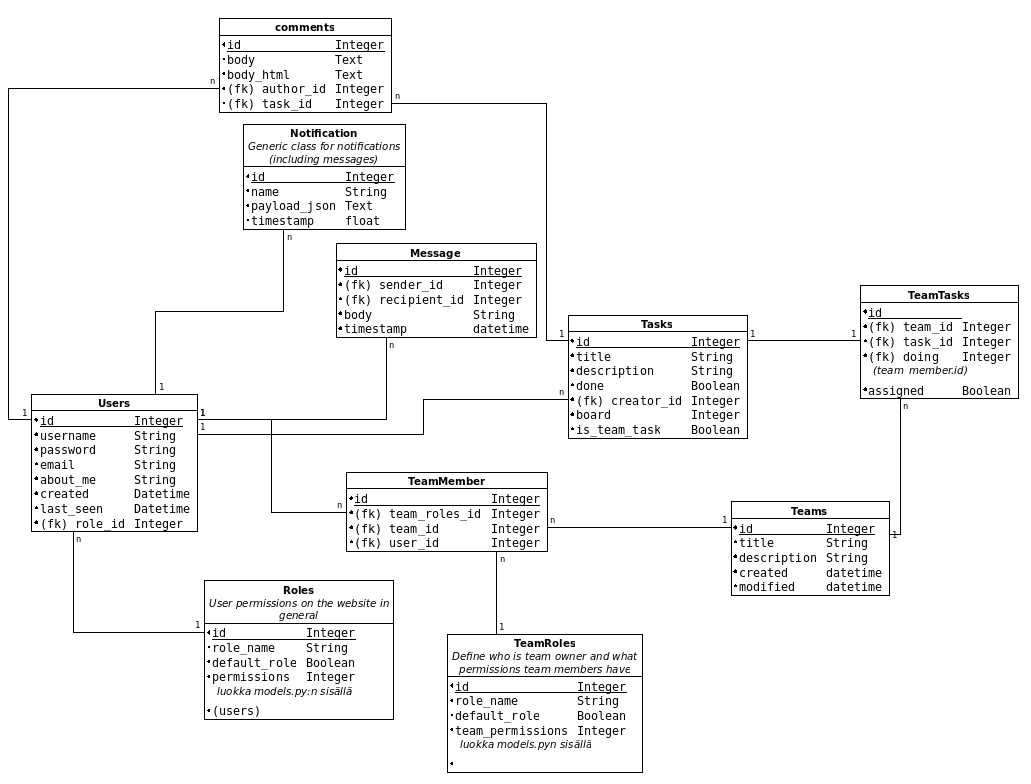 comments
id Integer
body Text
body_html Text
(fk) author_id Integer
(fk) task_id Integer
n
n
Notification
Generic class for notifications
(including messages)
id Integer
name String
payload_json Text
timestamp float
n
Message
id Integer
(fk) sender_id Integer
(fk) recipient_id Integer
body String
timestamp datetime
n
Tasks
id Integer
title String
description String
done Boolean
(fk) creator_id Integer
board Integer
is_team_task Boolean
1
1
n
TeamTasks
id
(fk) team_id Integer
(fk) task_id Integer
(fk) doing Integer
(team_member.id)
assigned Boolean
1
n
Users
id Integer
username String
password String
email String
about_me String
created Datetime
last_seen Datetime
(fk) role_id Integer
1
1
1
1
n
TeamMember
id Integer
(fk) team_roles_id Integer
(fk) team_id Integer
(fk) user_id Integer
n
n
n
Teams
id Integer
title String
description String
created datetime
modified datetime
1
1
Roles
User permissions on the website in
general
id Integer
role_name String
default_role Boolean
permissions Integer
luokka models.py:n sisällä
(users)
1
TeamRoles
Define who is team owner and what
permissions team members have
id Integer
role_name String
default_role Boolean
team_permissions Integer
luokka models.pyn sisällä
1